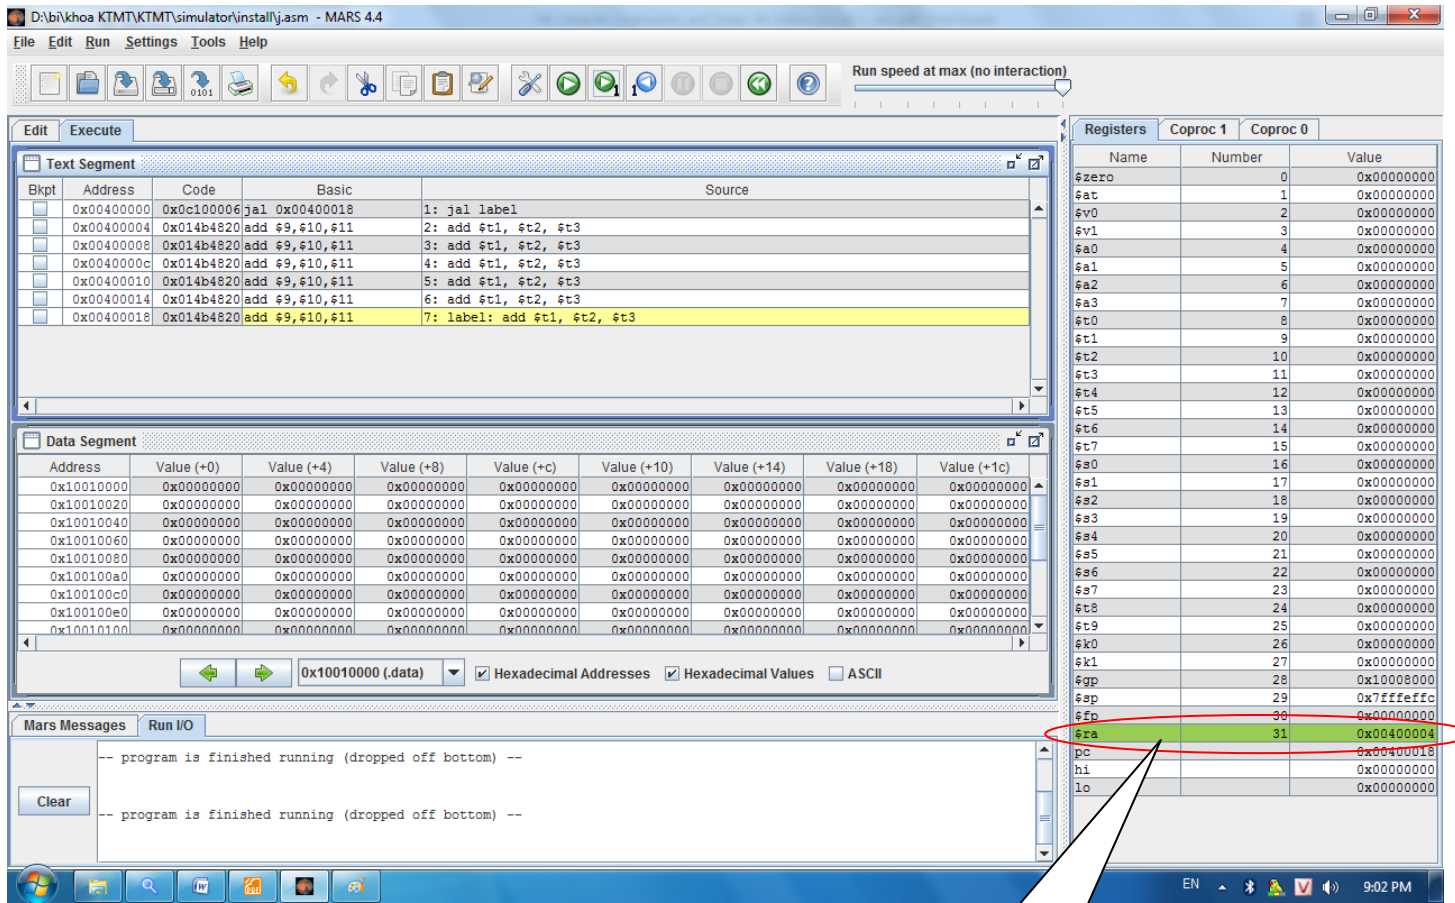 D:\bi\khoa KTMT\KTMT\simulator\install\j.asm - MARS 4.4
File Edit Run Settings Tools Help
Run speed at max (no interaction)
Edit Execute
Text Segment
Bkpt Address Code Basic Source
0x00400000 0x0c100006 jal 0x00400018 1: jal label
0x00400004 0x014b4820 add $9,$10,$11 2: add $t1, $t2, $t3
0x00400008 0x014b4820 add $9,$10,$11 3: add $t1, $t2, $t3
0x0040000c 0x014b4820 add $9,$10,$11 4: add $t1, $t2, $t3
0x00400010 0x014b4820 add $9,$10,$11 5: add $t1, $t2, $t3
0x00400014 0x014b4820 add $9,$10,$11 6: add $t1, $t2, $t3
0x00400018 0x014b4820 add $9,$10,$11 7: label: add $t1, $t2, $t3
Data Segment
Address Value (+0) Value (+4) Value (+8) Value (+c) Value (+10) Value (+14) Value (+18) Value (+1c)
0x10010000 0x00000000 0x00000000 0x00000000 0x00000000 0x00000000 0x00000000 0x00000000 0x00000000
0x10010020 0x00000000 0x00000000 0x00000000 0x00000000 0x00000000 0x00000000 0x00000000 0x00000000
0x10010040 0x00000000 0x00000000 0x00000000 0x00000000 0x00000000 0x00000000 0x00000000 0x00000000
0x10010060 0x00000000 0x00000000 0x00000000 0x00000000 0x00000000 0x00000000 0x00000000 0x00000000
0x10010080 0x00000000 0x00000000 0x00000000 0x00000000 0x00000000 0x00000000 0x00000000 0x00000000
0x100100a0 0x00000000 0x00000000 0x00000000 0x00000000 0x00000000 0x00000000 0x00000000 0x00000000
0x100100c0 0x00000000 0x00000000 0x00000000 0x00000000 0x00000000 0x00000000 0x00000000 0x00000000
0x100100e0 0x00000000 0x00000000 0x00000000 0x00000000 0x00000000 0x00000000 0x00000000 0x00000000
0x10010100 0x00000000 0x00000000 0x00000000 0x00000000 0x00000000 0x00000000 0x00000000 0x00000000
0x10010000 (.data) Hexadecimal Addresses Hexadecimal Values ASCII
Mars Messages Run I/O
-- program is finished running (dropped off bottom) --
Clear
-- program is finished running (dropped off bottom) --
Registers Coproc 1 Coproc 0
Name Number Value
$zero 0 0x00000000
$at 1 0x00000000
$v0 2 0x00000000
$v1 3 0x00000000
$a0 4 0x00000000
$a1 5 0x00000000
$a2 6 0x00000000
$a3 7 0x00000000
$t0 8 0x00000000
$t1 9 0x00000000
$t2 10 0x00000000
$t3 11 0x00000000
$t4 12 0x00000000
$t5 13 0x00000000
$t6 14 0x00000000
$t7 15 0x00000000
$s0 16 0x00000000
$s1 17 0x00000000
$s2 18 0x00000000
$s3 19 0x00000000
$s4 20 0x00000000
$s5 21 0x00000000
$s6 22 0x00000000
$s7 23 0x00000000
$t8 24 0x00000000
$t9 25 0x00000000
$k0 26 0x00000000
$k1 27 0x00000000
$gp 28 0x10008000
$sp 29 0x7fffeffc
$fp 30 0x00000000
$ra 31 0x00400004
pc 0x00400018
hi 0x00000000
lo 0x00000000
EN 9:02 PM